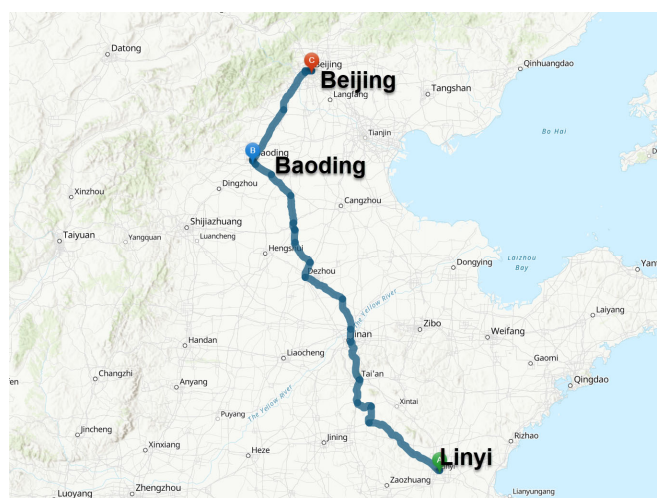 Datong
C
Beijing
Beijing
Qinhuangdao
Langfang
Tangshan
Tianjin
Bo Hai
B
Baoding
Dingzhou
Xinzhou
Cangzhou
Shijiazhuang
Taiyuan
Yangquan
Luancheng
Hengshui
Laizhou
Bay
Dongying
Dezhou
The Yellow River
Zibo
Weifang
Laiyang
Handan
Liaocheng
Gaomi
Changzhi
Tai'an
Anyang
Qingdao
The Yellow River
Xintai
Puyang
Jincheng
Jining
Rizhao
Xinxiang
Heze
A
Linyi
Zaozhuang
Luoyang
Zhengzhou
Lianyungang